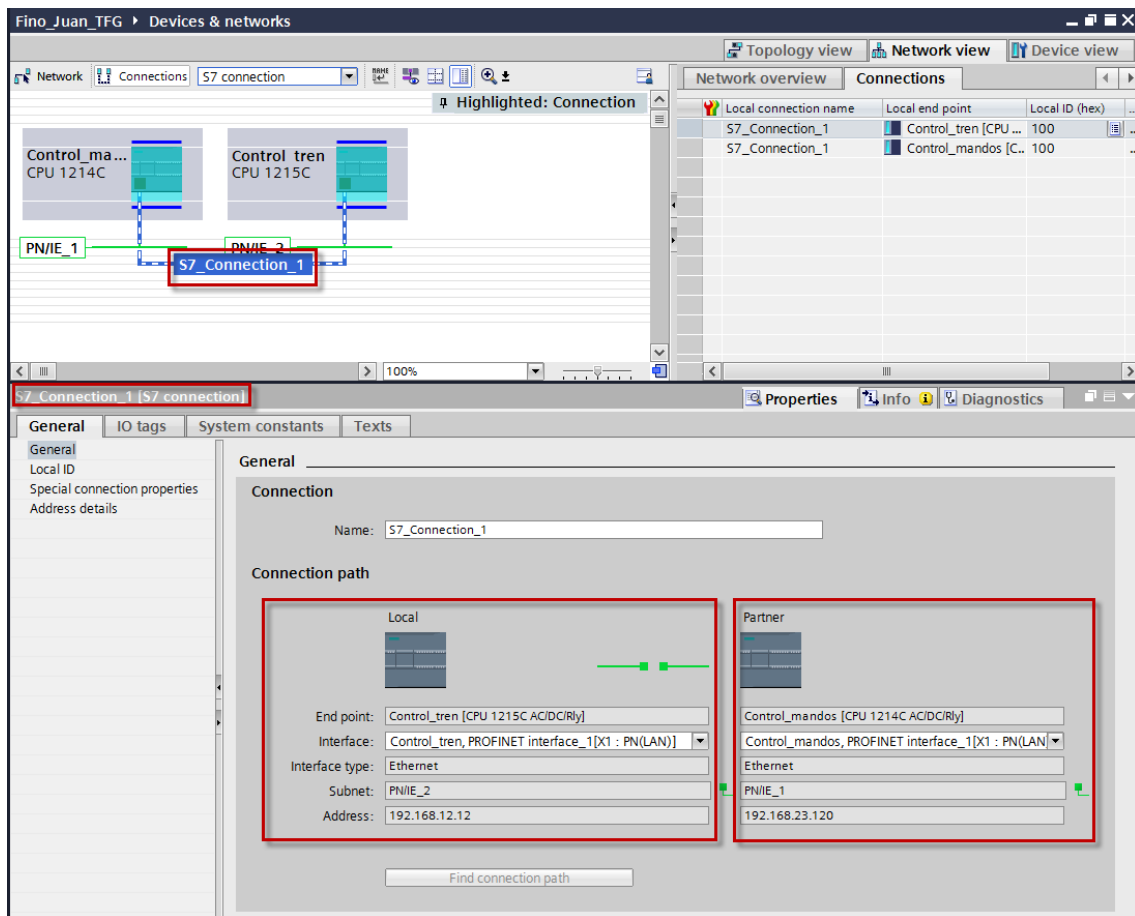 Fino_Juan_TFG ▸ Devices & networks
Topology view Network view Device view
Network Connections S7 connection
Network overview Connections
Highlighted: Connection
Local connection name Local end point Local ID (hex) ..
S7_Connection_1 Control_tren [CPU ... 100 ..
S7_Connection_1 Control_mandos [C.. 100 ..
Control_ma...
CPU 1214C
Control tren
CPU 1215C
PN/IE_1
PN/IE_2
S7_Connection_1
100%
S7_Connection_1 [S7 connection]
Properties Info Diagnostics
General IO tags System constants Texts
General
Local ID
Special connection properties
Address details
General
Connection
Name: S7_Connection_1
Connection path
Local Partner
End point: Control_tren [CPU 1215C AC/DC/Rly] Control_mandos [CPU 1214C AC/DC/Rly]
Interface: Control_tren, PROFINET interface_1[X1 : PN(LAN)] Control_mandos, PROFINET interface_1[X1 : PN(LAN
Interface type: Ethernet Ethernet
Subnet: PN/IE_2 PN/IE_1
Address: 192.168.12.12 192.168.23.120
Find connection path